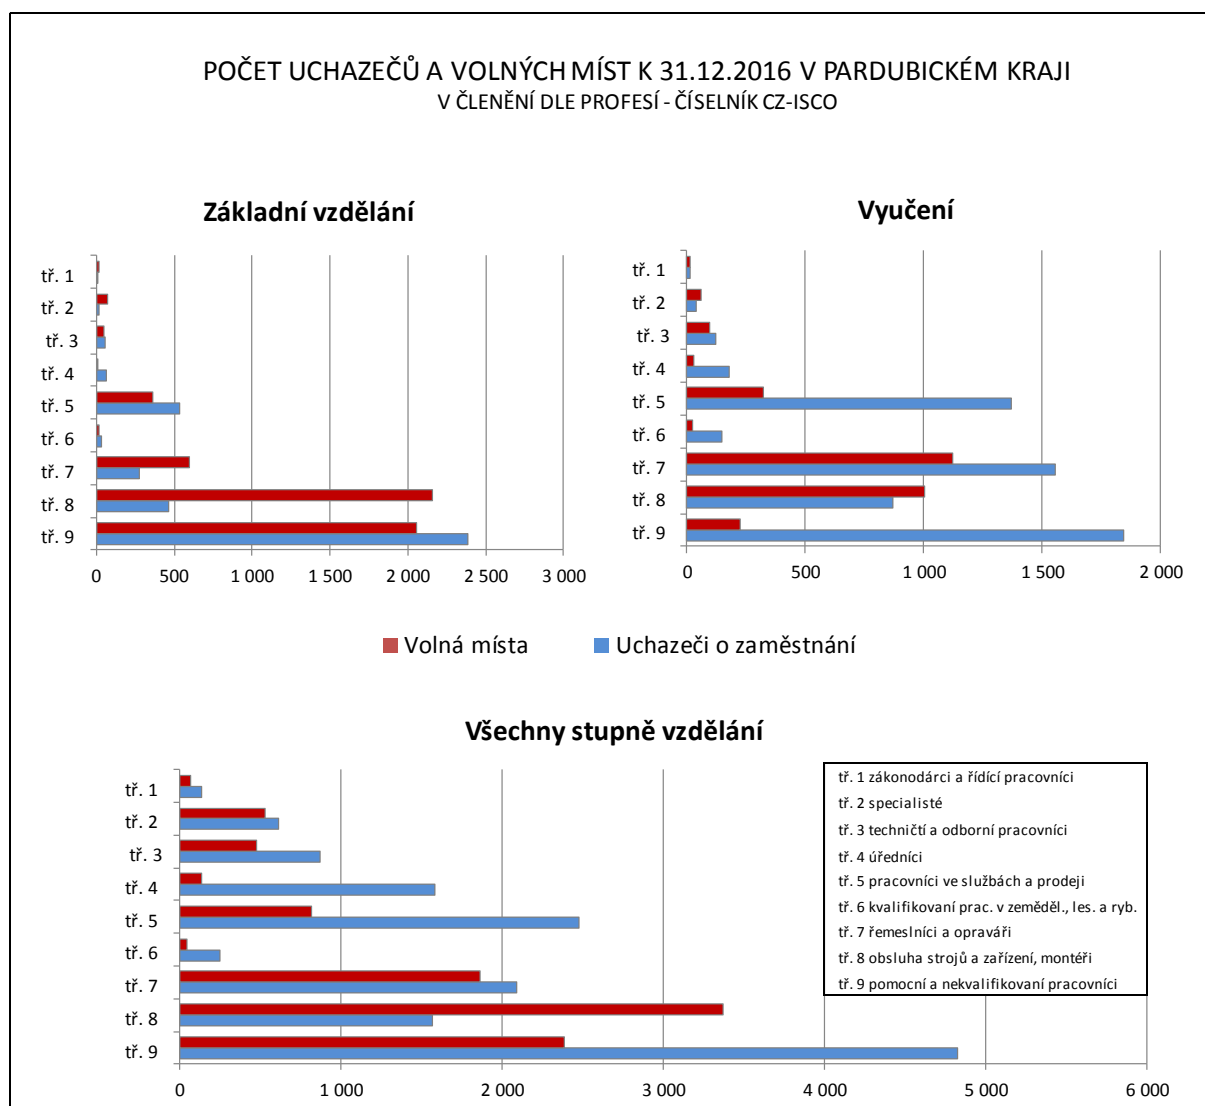 POČET UCHAZEČŮ A VOLNÝCH MÍST K 31.12.2016 V PARDUBICKÉM KRAJI
V ČLENĚNÍ DLE PROFESÍ - ČÍSELNÍK CZ-ISCO
Základní vzdělání
tř. 1
tř. 2
tř. 3
tř. 4
tř. 5
tř. 6
tř. 7
tř. 8
tř. 9
0 500 1 000 1 500 2 000 2 500 3 000
Vyučení
tř. 1
tř. 2
tř. 3
tř. 4
tř. 5
tř. 6
tř. 7
tř. 8
tř. 9
0 500 1 000 1 500 2 000
Volná místa Uchazeči o zaměstnání
Všechny stupně vzdělání
tř. 1
tř. 2
tř. 3
tř. 4
tř. 5
tř. 6
tř. 7
tř. 8
tř. 9
0 1 000 2 000 3 000 4 000 5 000 6 000
tř. 1 zákonodárci a řídící pracovníci
tř. 2 specialisté
tř. 3 techničtí a odborní pracovníci
tř. 4 úředníci
tř. 5 pracovníci ve službách a prodeji
tř. 6 kvalifikovaní prac. v zeměděl., les. a ryb.
tř. 7 řemeslníci a opraváři
tř. 8 obsluha strojů a zařízení, montéři
tř. 9 pomocní a nekvalifikovaní pracovníci